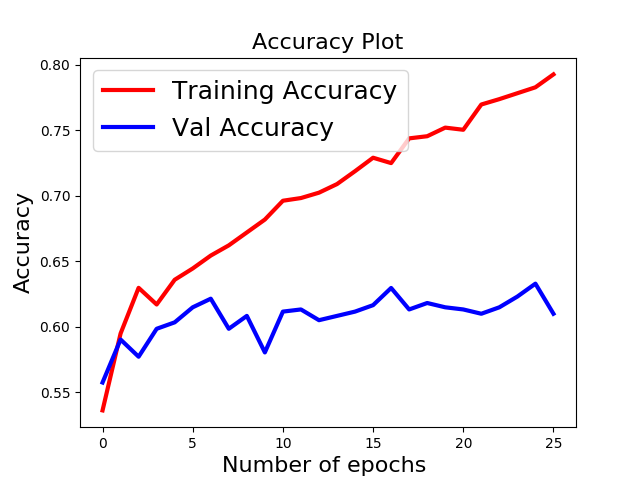 Accuracy Plot
Training Accuracy
Val Accuracy
Accuracy
0.80
0.75
0.70
0.65
0.60
0.55
0 5 10 15 20 25
Number of epochs